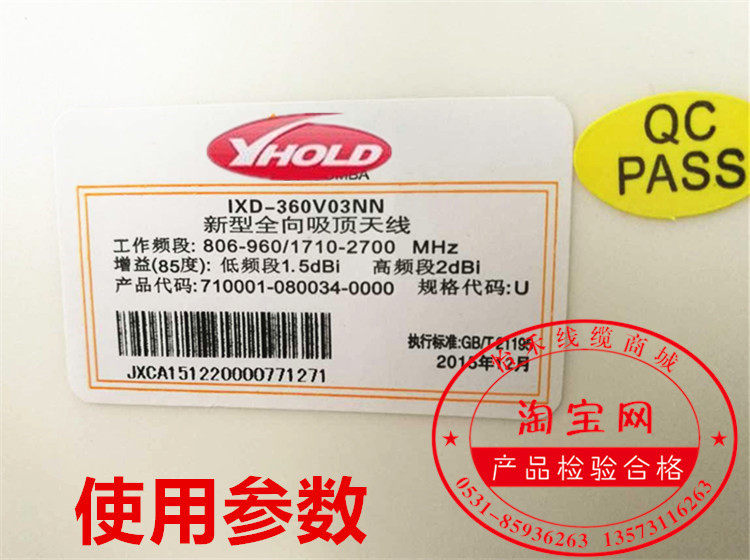 YHOLD
IXD-360V03NN
新型全向吸顶天线
工作频段: 806-960/1710-2700 MHz
增益(85度): 低频段1.5dBi 高频段2dBi
产品代码:710001-080034-0000 规格代码:U
执行标准:GB/T 21195
JXCA151220000771271
QC
PASS
线缆商城
淘宝网
产品检验合格
0531-85936263 13573116263
使用参数